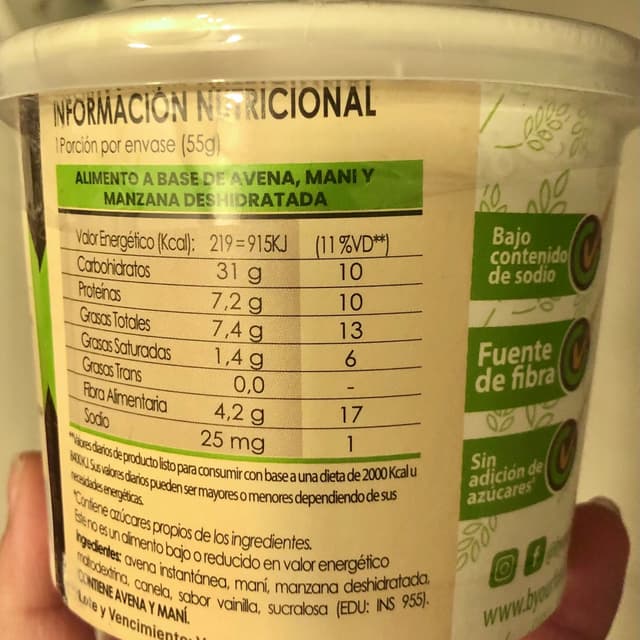 INFORMACIÓN NUTRICIONAL
1 Porción por envase (55g)
ALIMENTO A BASE DE AVENA, MANI Y
MANZANA DESHIDRATADA
Valor Energético (Kcal): 219=915KJ (11 %VD**)
Carbohidratos 31 g 10
Proteínas 7,2 g 10
Grasas Totales 7,4 g 13
Grasas Saturadas 1,4 g 6
Grasas Trans 0,0 -
Fibra Alimentaria 4,2 g 17
Sodio 25 mg 1
**Valores diarios de producto listo para consumir con base a una dieta de 2000 Kcal u
8400 KJ. Sus valores diarios pueden ser mayores o menores dependiendo de sus
necesidades energéticas.
*Contiene azúcares propios de los ingredientes.
Este no es un alimento bajo o reducido en valor energético
Ingredientes: avena instantánea, maní, manzana deshidratada,
maltodextina, canela, sabor vainilla, sucralosa (EDU: INS 955).
CONTIENE AVENA Y MANÍ.
Lote y Vencimiento:
Bajo
contenido
de sodio
Fuente
de fibra
Sin
adición de
azúcares*
www.byour